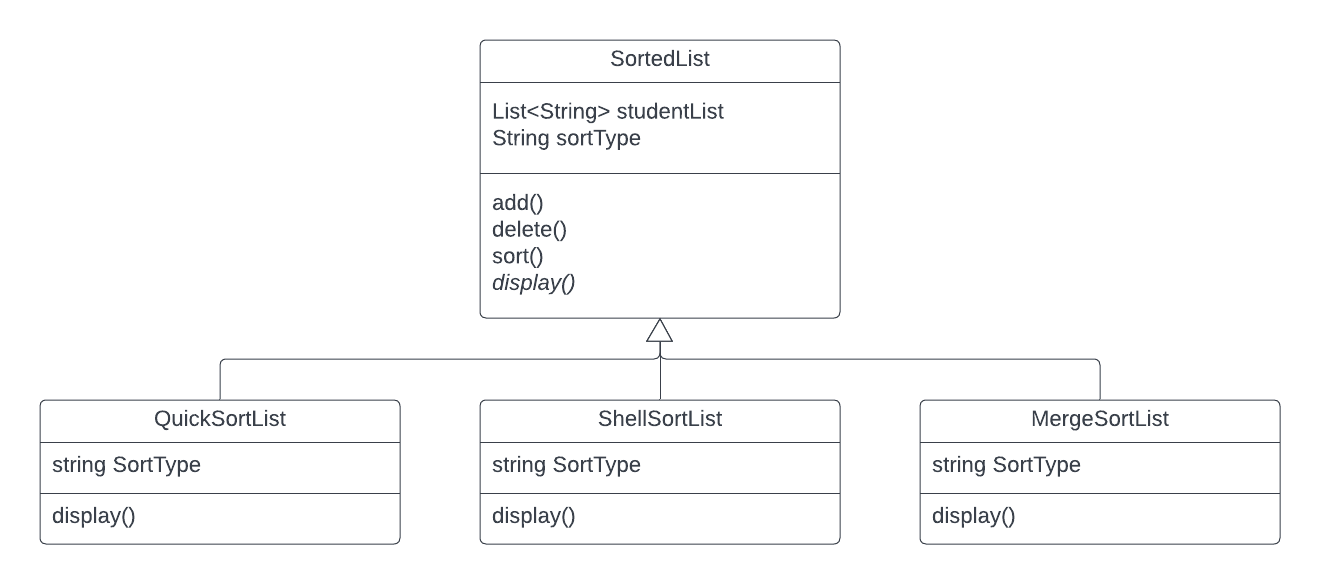 SortedList
List<String> studentList
String sortType
add()
delete()
sort()
display()
QuickSortList
string SortType
display()
ShellSortList
string SortType
display()
MergeSortList
string SortType
display()